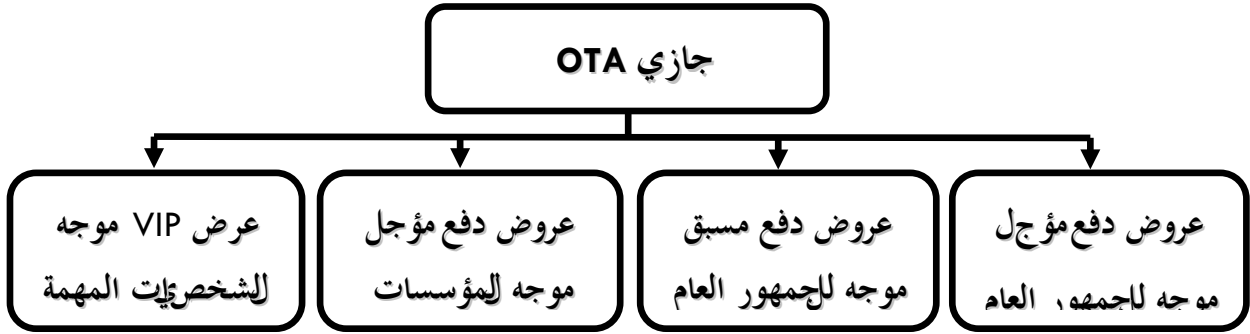 جازي OTA
عروض دفع مؤجل
موجه للجمهور العام
عروض دفع مسبق
موجه للجمهور العام
عروض دفع مؤجل
موجه للمؤسسات
عرض VIP موجه
للشخصيات المهمة